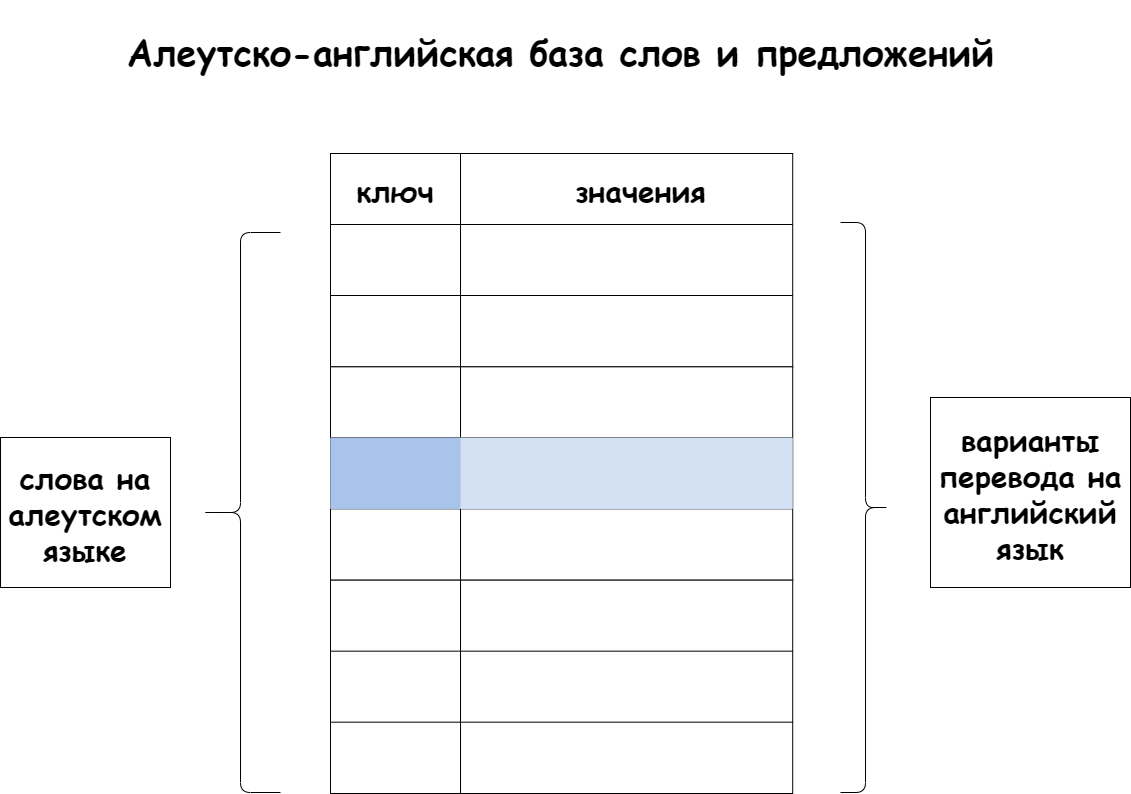 Алеутско-английская база слов и предложений
ключ
значения
слова на
алеутском
языке
варианты
перевода на
английский
язык